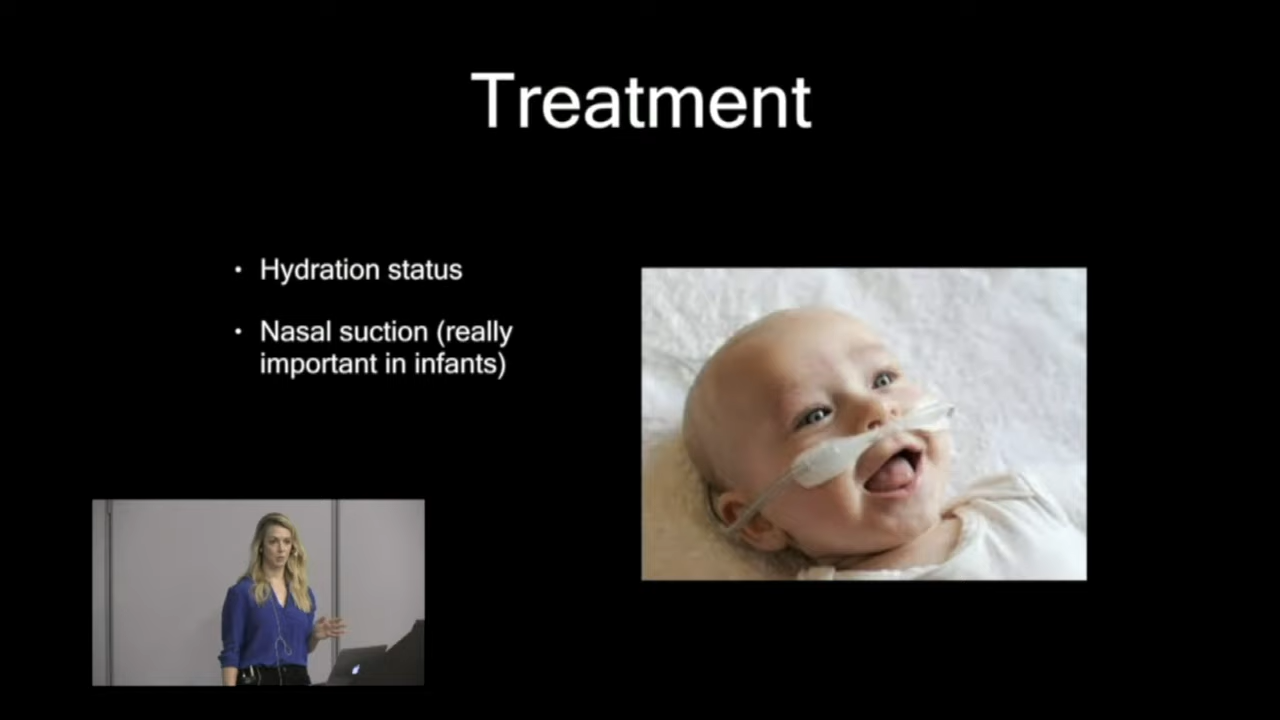 Treatment
• Hydration status
• Nasal suction (really
important in infants)